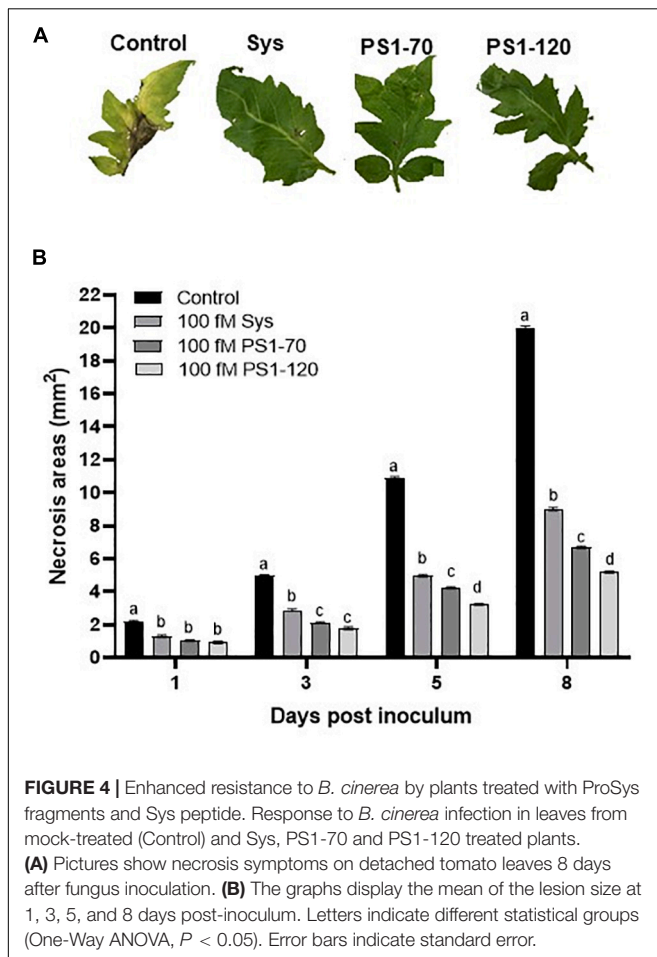 A
Control Sys PS1-70 PS1-120
B
22
20
18
16
14
12
10
8
6
4
2
0
Necrosis areas (mm²)
Control
100 fM Sys
100 fM PS1-70
100 fM PS1-120
a b b b
a b c c
a b c d
a b c d
1 3 5 8
Days post inoculum
FIGURE 4 | Enhanced resistance to B. cinerea by plants treated with ProSys
fragments and Sys peptide. Response to B. cinerea infection in leaves from
mock-treated (Control) and Sys, PS1-70 and PS1-120 treated plants.
(A) Pictures show necrosis symptoms on detached tomato leaves 8 days
after fungus inoculation. (B) The graphs display the mean of the lesion size at
1, 3, 5, and 8 days post-inoculum. Letters indicate different statistical groups
(One-Way ANOVA, P < 0.05). Error bars indicate standard error.